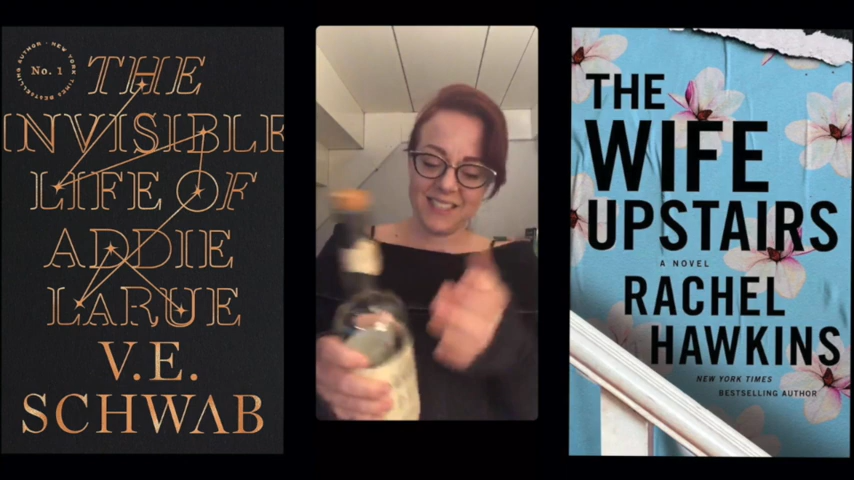 AUTHOR · NEW YORK TIMES BESTSELLING
No. 1
THE
INVISIBLE
LIFE OF
ADDIE
LARUE
V.E.
SCHWAB
THE
WIFE
UPSTAIRS
A NOVEL
RACHEL
HAWKINS
NEW YORK TIMES
BESTSELLING AUTHOR